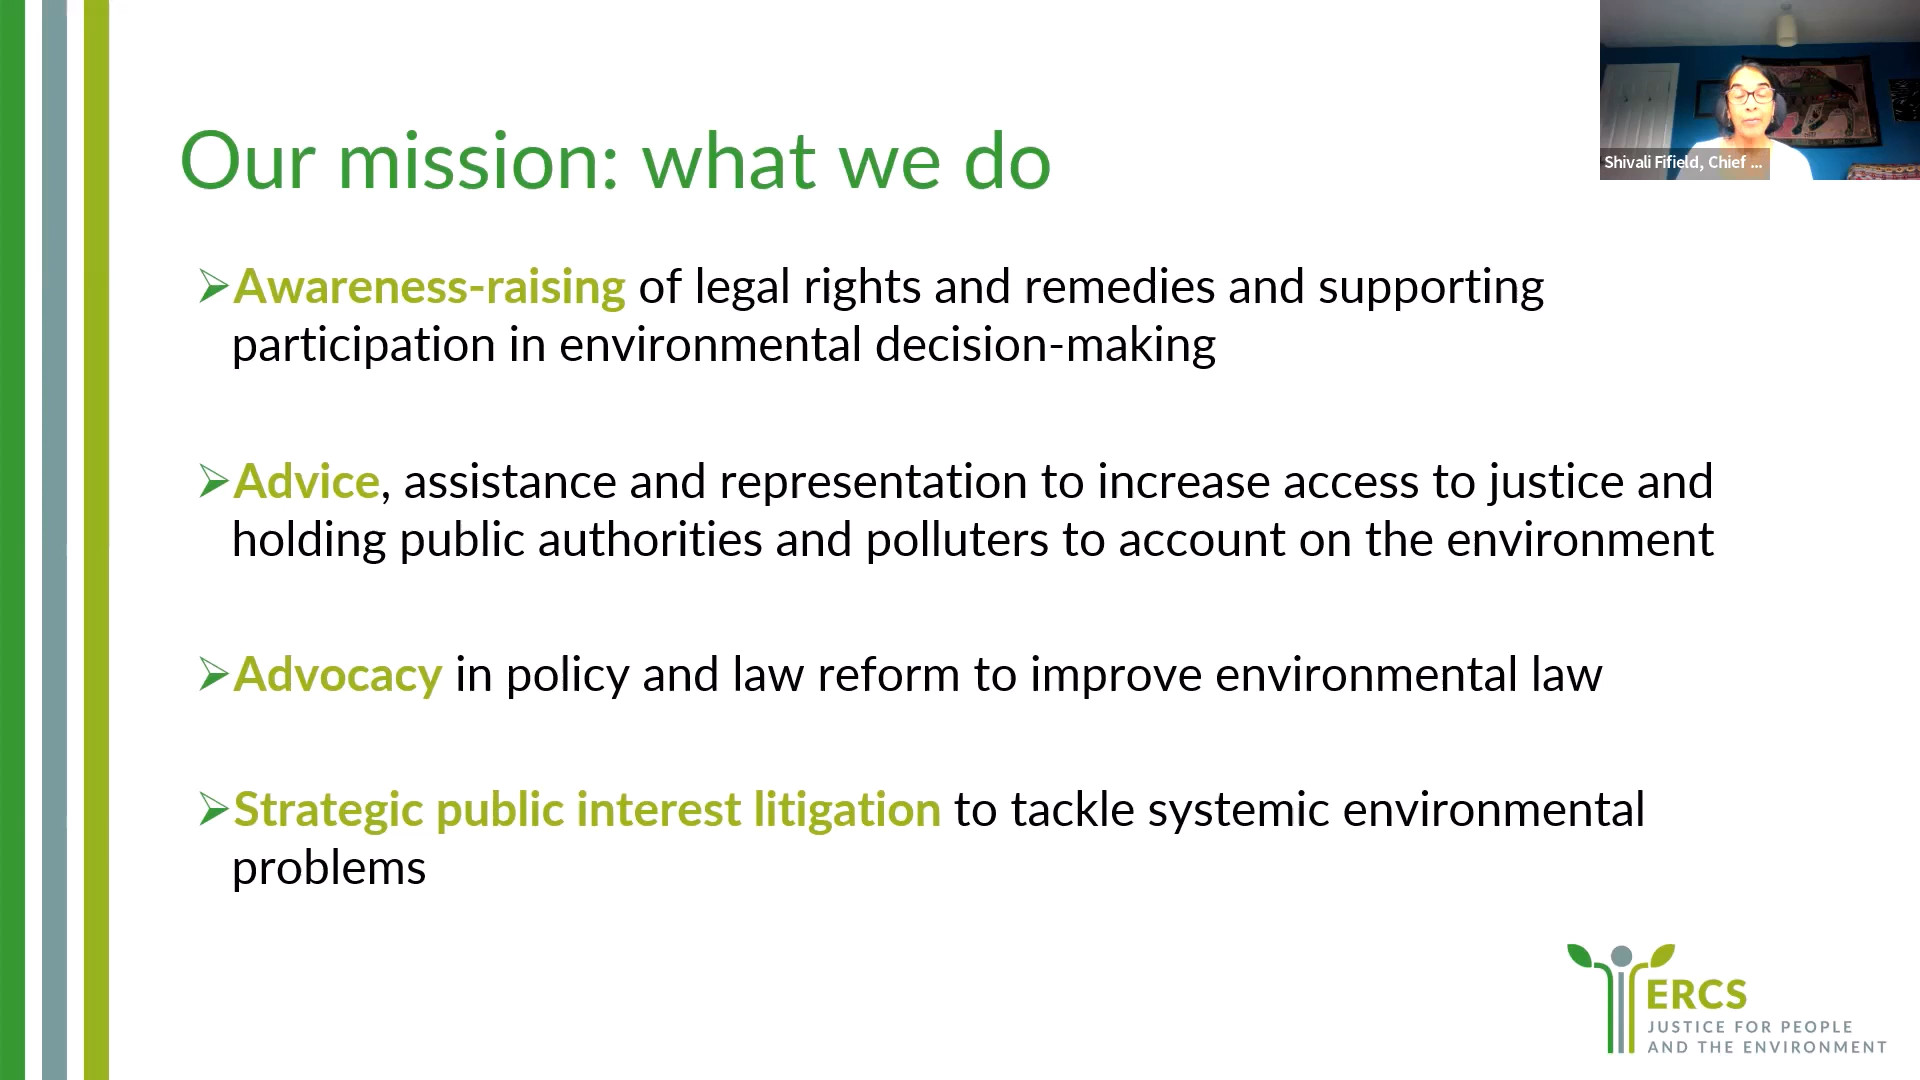 Our mission: what we do
Shivali Fifield, Chief ...
Awareness-raising of legal rights and remedies and supporting
participation in environmental decision-making
Advice, assistance and representation to increase access to justice and
holding public authorities and polluters to account on the environment
Advocacy in policy and law reform to improve environmental law
Strategic public interest litigation to tackle systemic environmental
problems
ERCS
JUSTICE FOR PEOPLE
AND THE ENVIRONMENT